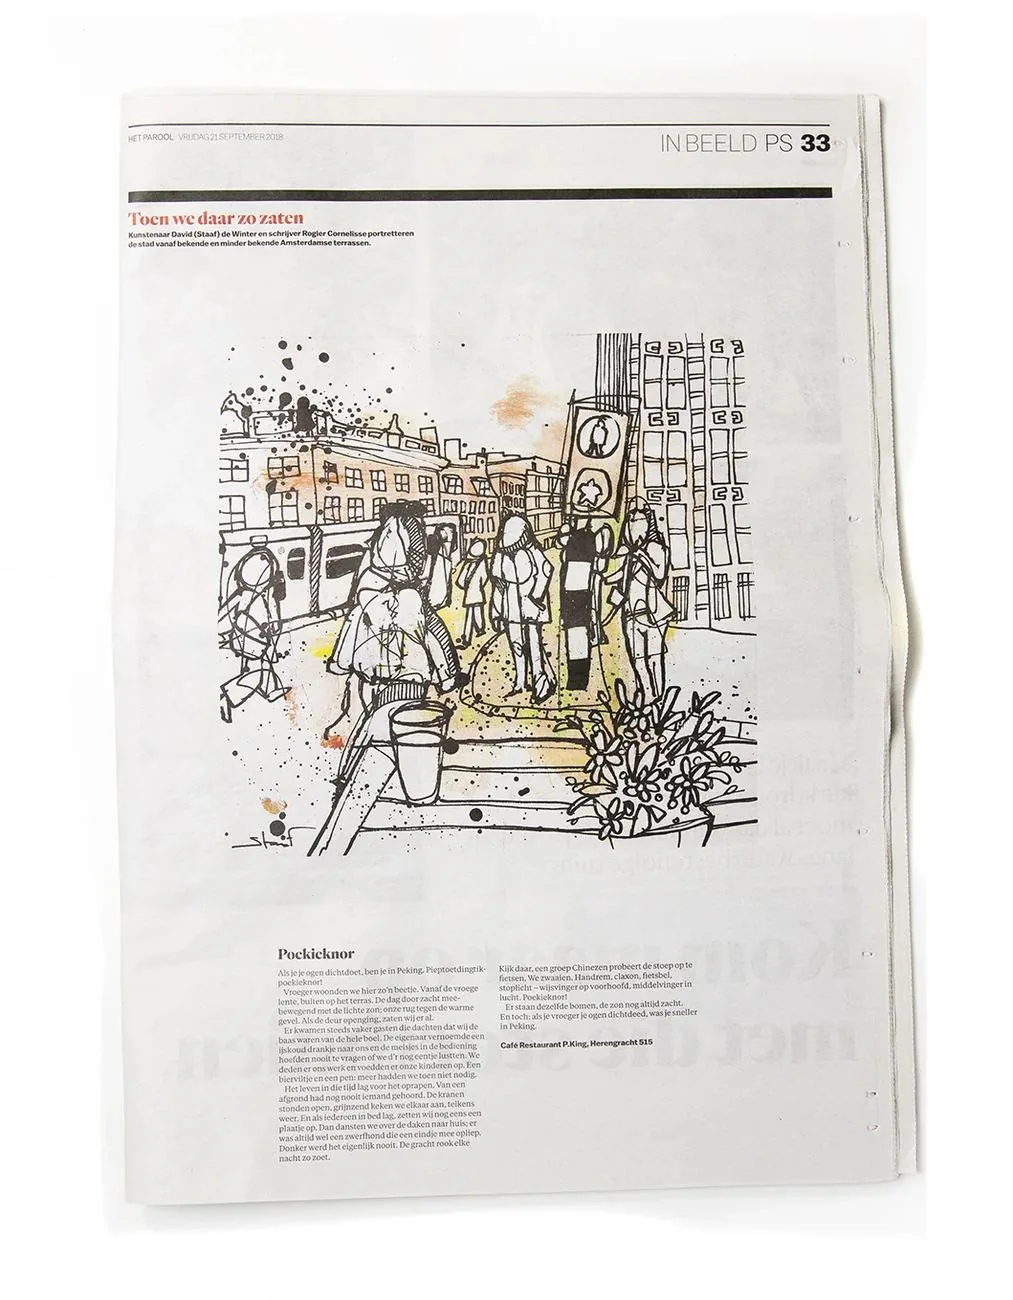 HET PAROOL VRIJDAG 21 SEPTEMBER 2018
IN BEELD PS 33
Toen we daar zo zaten
Kunstenaar David (Staaf) de Winter en schrijver Rogier Cornelisse portretteren
de stad vanaf bekende en minder bekende Amsterdamse terrassen.
Staaf
Poekieknor
Als je je ogen dichtdoet, ben je in Peking. Pieptoetdingtik-
poekieknor!
Vroeger woonden we hier zo'n beetje. Vanaf de vroege
lente, buiten op het terras. De dag door zacht mee-
bewegend met de lichte zon; onze rug tegen de warme
gevel. Als de deur openging, zaten wij er al.
Er kwamen steeds vaker gasten die dachten dat wij de
baas waren van de hele boel. De eigenaar vernoemde een
ijskoud drankje naar ons en de meisjes in de bediening
hoefden nooit te vragen of we d'r nog eentje lustten. We
deden er ons werk en voedden er onze kinderen op. Een
bierviltje en een pen: meer hadden we toen niet nodig.
Het leven in die tijd lag voor het oprapen. Van een
afgrond had nog nooit iemand gehoord. De kranen
stonden open, grijnzend keken we elkaar aan, telkens
weer. En als iedereen in bed lag, zetten wij nog eens een
plaatje op. Dan dansten we over de daken naar huis; er
was altijd wel een zwerfhond die een eindje mee opliep.
Donker werd het eigenlijk nooit. De gracht rook elke
nacht zo zoet.
Kijk daar, een groep Chinezen probeert de stoep op te
fietsen. We zwaaien. Handrem, claxon, fietsbel,
stoplicht – wijsvinger op voorhoofd, middelvinger in
lucht. Poekieknor!
Er staan dezelfde bomen, de zon nog altijd zacht.
En toch: als je vroeger je ogen dichtdeed, was je sneller
in Peking.
Café Restaurant P.King, Herengracht 515